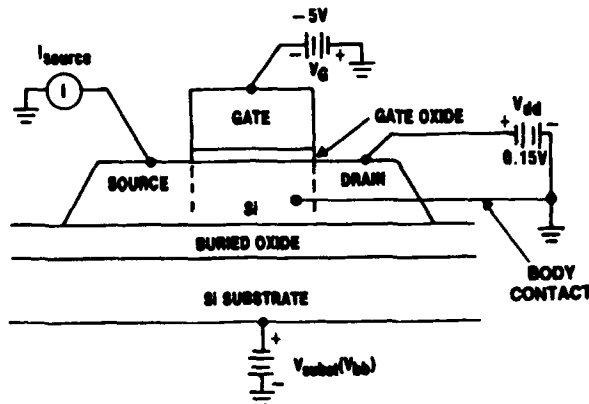 −5V
Isource
− +
VG
GATE
GATE OXIDE
Vdd
+ −
0.15V
SOURCE
DRAIN
Si
BURIED OXIDE
BODY
CONTACT
Si SUBSTRATE
+
Vsubst(Vbb)
−
I